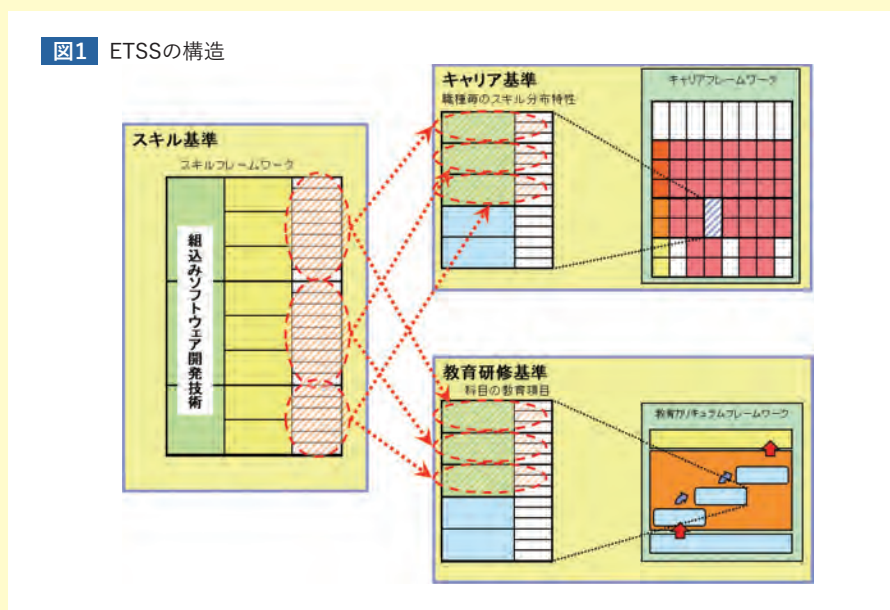 図1 ETSSの構造
スキル基準
スキルフレームワーク
組込みソフトウェア開発技術
キャリア基準
職種毎のスキル分布特性
キャリアフレームワーク
教育研修基準
科目の教育項目
教育カリキュラムフレームワーク